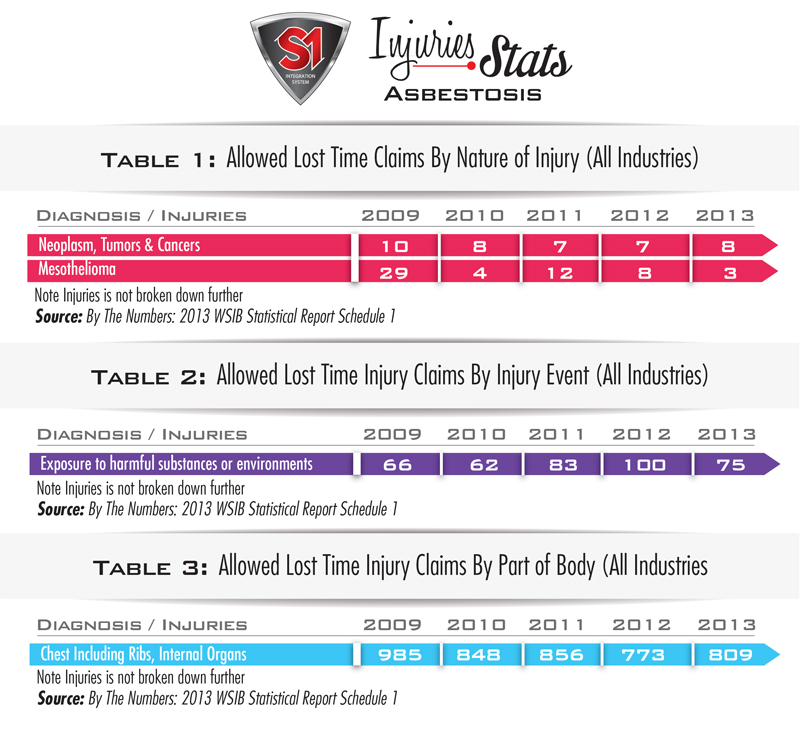 S1
INTEGRATION
SYSTEM
Injuries Stats
ASBESTOSIS
TABLE 1: Allowed Lost Time Claims By Nature of Injury (All Industries)
DIAGNOSIS / INJURIES 2009 2010 2011 2012 2013
Neoplasm, Tumors & Cancers 10 8 7 7 8
Mesothelioma 29 4 12 8 3
Note Injuries is not broken down further
Source: By The Numbers: 2013 WSIB Statistical Report Schedule 1
TABLE 2: Allowed Lost Time Injury Claims By Injury Event (All Industries)
DIAGNOSIS / INJURIES 2009 2010 2011 2012 2013
Exposure to harmful substances or environments 66 62 83 100 75
Note Injuries is not broken down further
Source: By The Numbers: 2013 WSIB Statistical Report Schedule 1
TABLE 3: Allowed Lost Time Injury Claims By Part of Body (All Industries
DIAGNOSIS / INJURIES 2009 2010 2011 2012 2013
Chest Including Ribs, Internal Organs 985 848 856 773 809
Note Injuries is not broken down further
Source: By The Numbers: 2013 WSIB Statistical Report Schedule 1